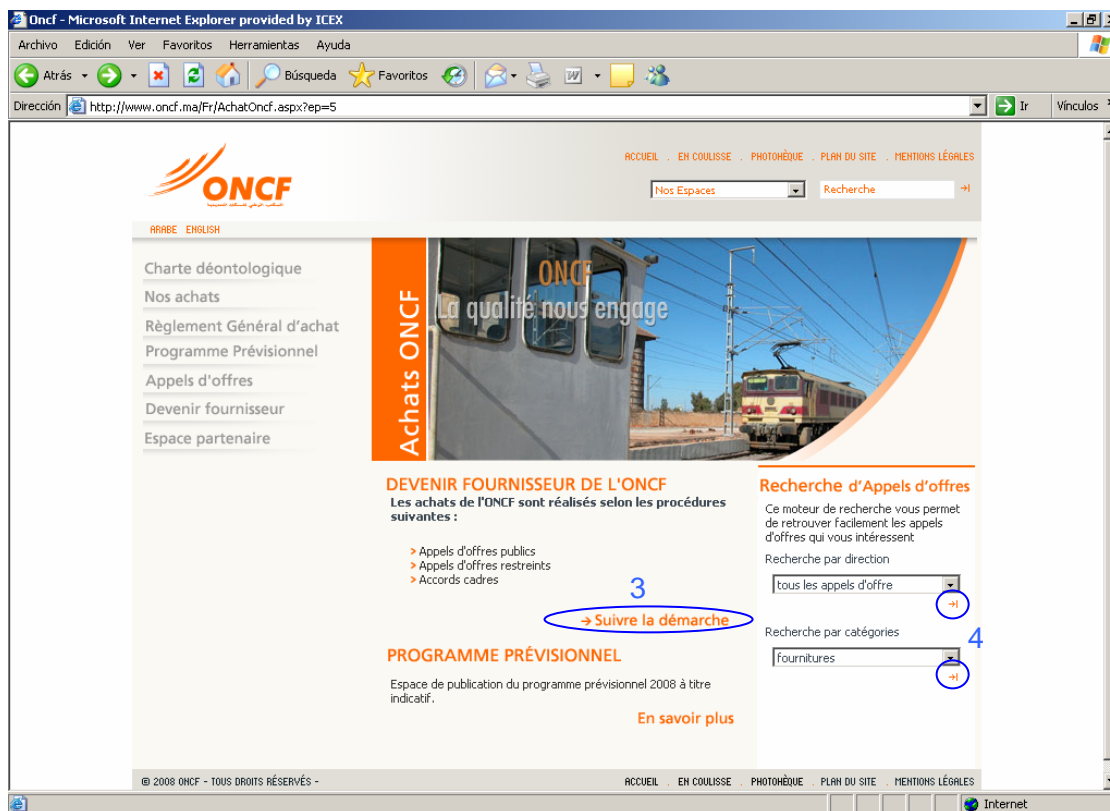 Oncf - Microsoft Internet Explorer provided by ICEX
Archivo Edición Ver Favoritos Herramientas Ayuda
Atrás Búsqueda Favoritos
Dirección http://www.oncf.ma/Fr/AchatOncf.aspx?ep=5 Ir Vínculos
ACCUEIL . EN COULISSE . PHOTOHÈQUE . PLAN DU SITE . MENTIONS LÉGALES
ONCF
Nos Espaces Recherche
ARABE ENGLISH
Charte déontologique
Nos achats
Règlement Général d'achat
Programme Prévisionnel
Appels d'offres
Devenir fournisseur
Espace partenaire
Achats ONCF
ONCF
La qualité nous engage
DEVENIR FOURNISSEUR DE L'ONCF
Les achats de l'ONCF sont réalisés selon les procédures
suivantes :
> Appels d'offres publics
> Appels d'offres restreints
> Accords cadres
3
→ Suivre la démarche
PROGRAMME PRÉVISIONNEL
Espace de publication du programme prévisionnel 2008 à titre
indicatif.
En savoir plus
Recherche d'Appels d'offres
Ce moteur de recherche vous permet
de retrouver facilement les appels
d'offres qui vous intéressent
Recherche par direction
tous les appels d'offre
Recherche par catégories
4
fournitures
© 2008 ONCF - TOUS DROITS RÉSERVÉS -
ACCUEIL . EN COULISSE . PHOTOHÈQUE . PLAN DU SITE . MENTIONS LÉGALES
Internet